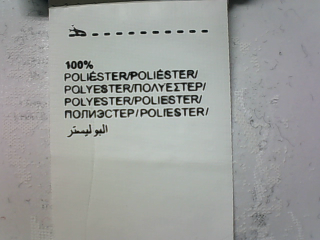 100%
POLIÉSTER/POLIÉSTER/
POLYESTER/ΠΟΛΥΕΣΤΕΡ/
POLYESTER/POLIESTER/
ПОЛИЭСТЕР/POLIESTER/
البوليستر